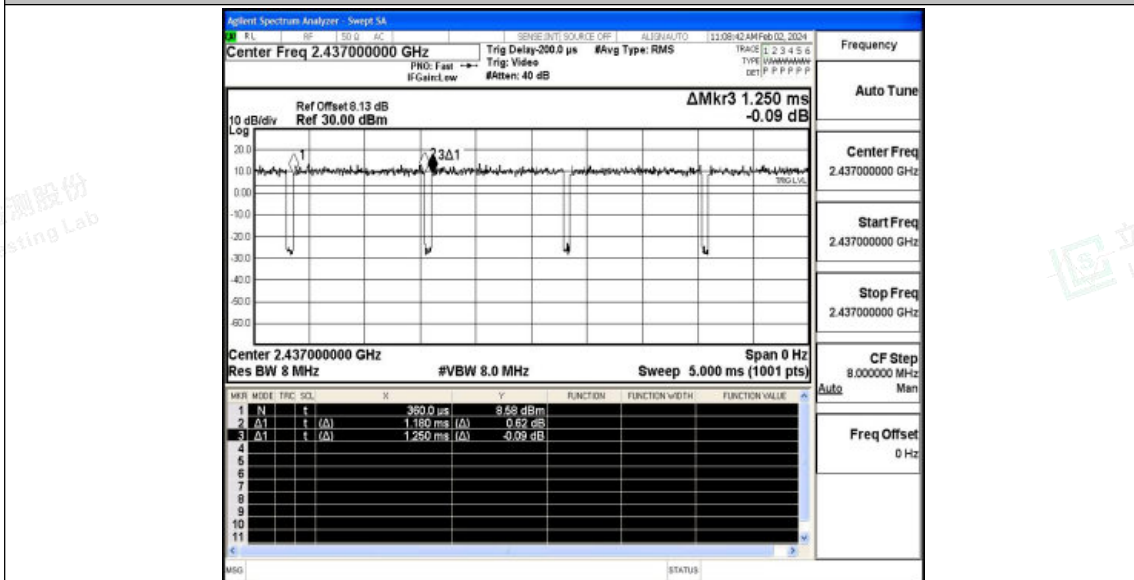 Agilent Spectrum Analyzer - Swept SA
RL RF 50 Ω AC SENSE:INT SOURCE OFF ALIGNAUTO 11:08:42 AM Feb 02, 2024
Center Freq 2.437000000 GHz
PNO: Fast
IFGain:Low
Trig Delay-200.0 µs
Trig: Video
#Atten: 40 dB
#Avg Type: RMS
TRACE 1 2 3 4 5 6
TYPE
DET P P P P P P
Ref Offset 8.13 dB
10 dB/div Ref 30.00 dBm
Log
ΔMkr3 1.250 ms
-0.09 dB
20.0
10.0
0.00
-10.0
-20.0
-30.0
-40.0
-50.0
-60.0
1
2 3Δ1
TRIG LVL
Center 2.437000000 GHz Span 0 Hz
Res BW 8 MHz #VBW 8.0 MHz Sweep 5.000 ms (1001 pts)
MKR MODE TRC SCL X Y FUNCTION FUNCTION WIDTH FUNCTION VALUE
1 N t 360.0 µs 8.58 dBm
2 Δ1 t (Δ) 1.180 ms (Δ) 0.62 dB
3 Δ1 t (Δ) 1.250 ms (Δ) -0.09 dB
4
5
6
7
8
9
10
11
MSG STATUS
Frequency
Auto Tune
Center Freq
2.437000000 GHz
Start Freq
2.437000000 GHz
Stop Freq
2.437000000 GHz
CF Step
8.000000 MHz
Auto Man
Freq Offset
0 Hz
测股份
sting Lab
立